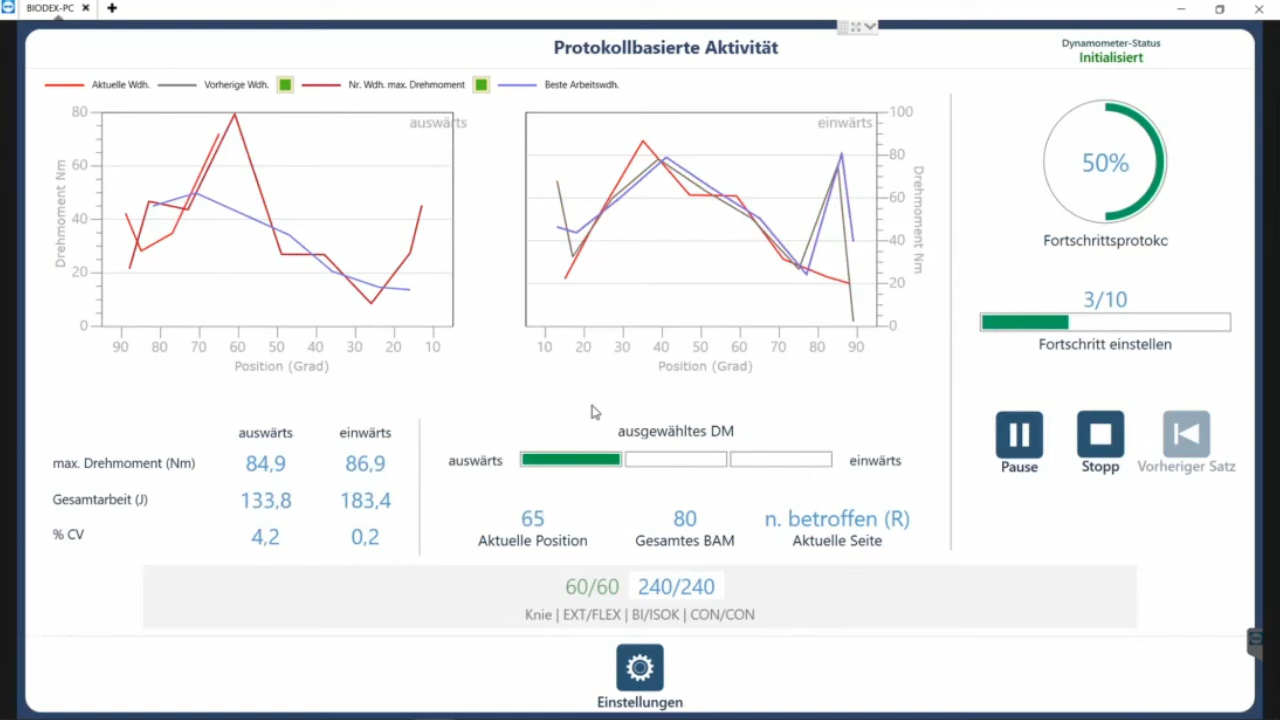 BIODEX-PC
Protokollbasierte Aktivität
Dynamometer-Status
Initialisiert
Aktuelle Wdh. Vorherige Wdh. Nr. Wdh. max. Drehmoment Beste Arbeitswdh.
auswärts
Drehmoment Nm
80
60
40
20
0
90 80 70 60 50 40 30 20 10
Position (Grad)
einwärts
Drehmoment Nm
100
80
60
40
20
0
10 20 30 40 50 60 70 80 90
Position (Grad)
50%
Fortschrittsprotokc
3/10
Fortschritt einstellen
Pause Stopp Vorheriger Satz
auswärts einwärts
max. Drehmoment (Nm) 84,9 86,9
Gesamtarbeit (J) 133,8 183,4
% CV 4,2 0,2
ausgewähltes DM
auswärts einwärts
65 80 n. betroffen (R)
Aktuelle Position Gesamtes BAM Aktuelle Seite
60/60 240/240
Knie | EXT/FLEX | BI/ISOK | CON/CON
Einstellungen